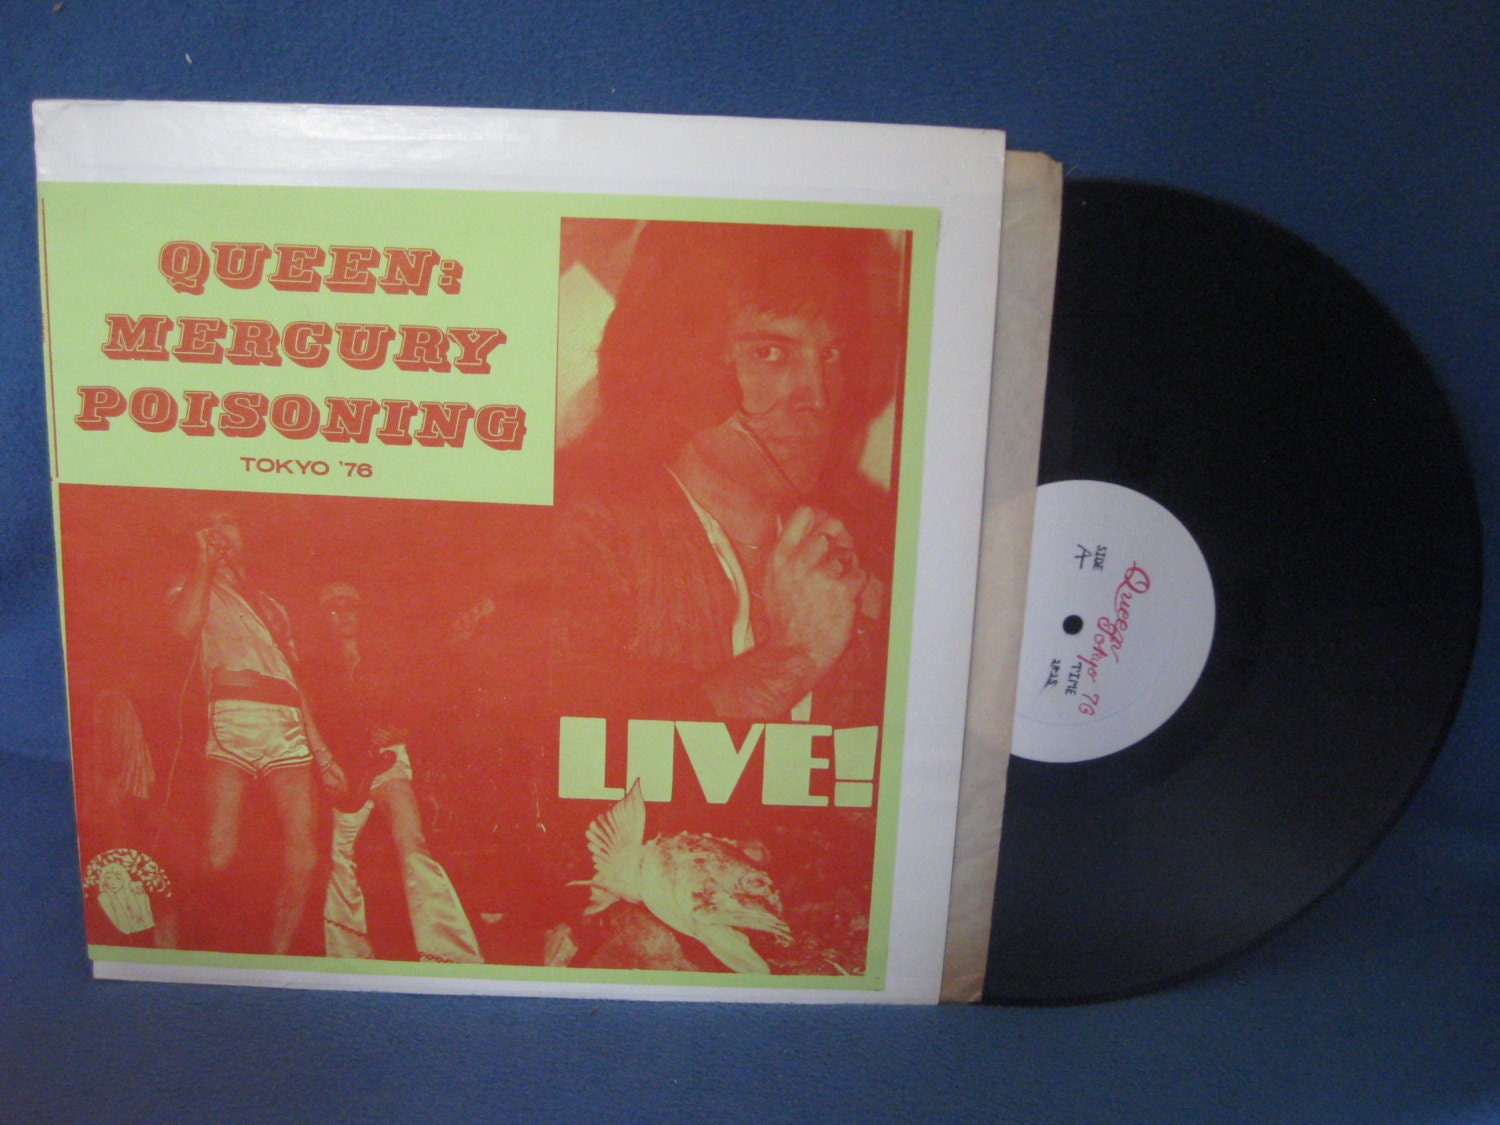 QUEEN:
MERCURY
POISONING
TOKYO '76
LIVE!
SIDE
A
Queen
Tokyo 76
TIME